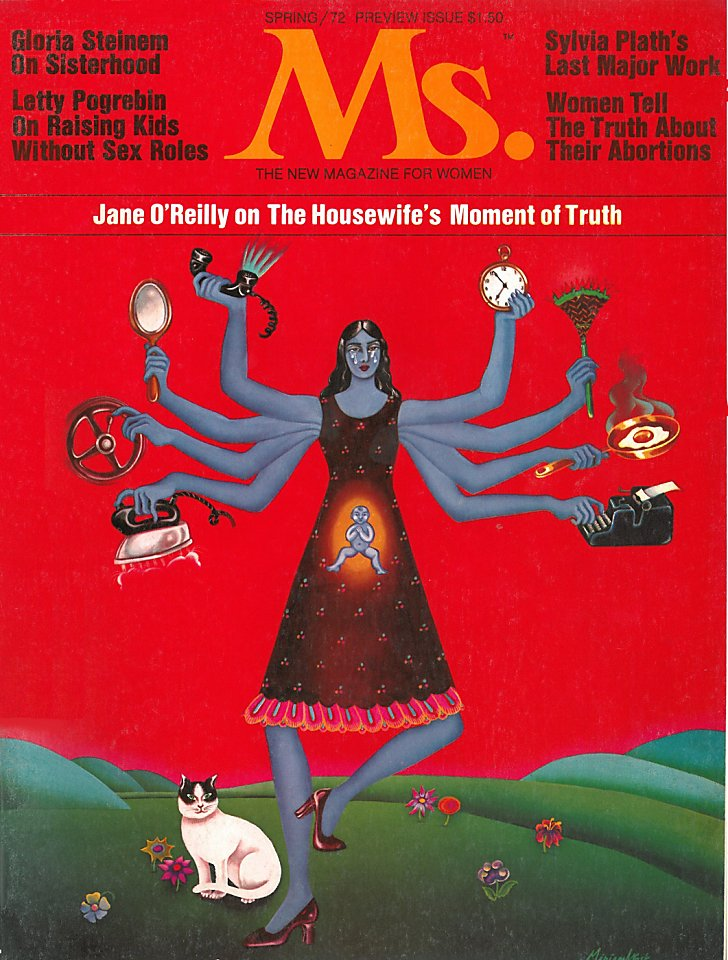 SPRING/72 PREVIEW ISSUE $1.50
Gloria Steinem
On Sisterhood
Letty Pogrebin
On Raising Kids
Without Sex Roles
Ms.
TM
THE NEW MAGAZINE FOR WOMEN
Sylvia Plath's
Last Major Work
Women Tell
The Truth About
Their Abortions
Jane O'Reilly on The Housewife's Moment of Truth